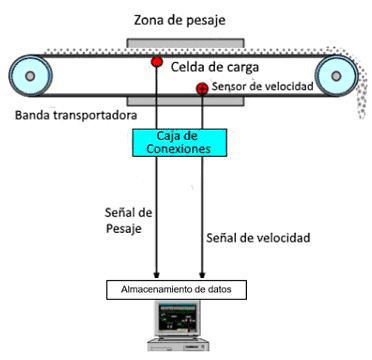 Zona de pesaje
Celda de carga
Sensor de velocidad
Banda transportadora
Caja de
Conexiones
Señal de
Pesaje
Señal de velocidad
Almacenamiento de datos